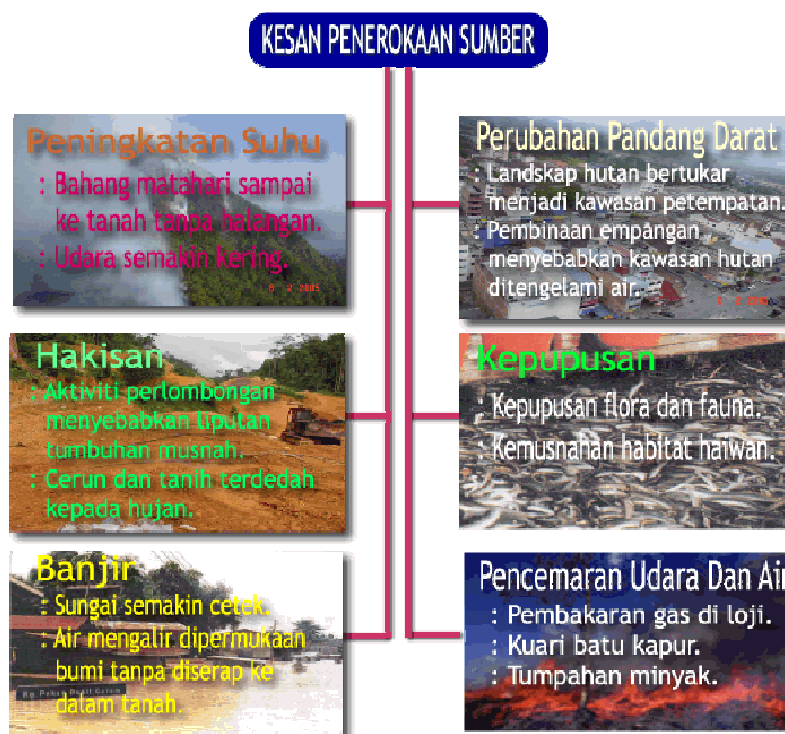 KESAN PENEROKAAN SUMBER
Peningkatan Suhu
: Bahang matahari sampai
ke tanah tanpa halangan.
: Udara semakin kering.
Perubahan Pandang Darat
: Landskap hutan bertukar
menjadi kawasan petempatan.
: Pembinaan empangan
menyebabkan kawasan hutan
ditengelami air.
Hakisan
: Aktiviti perlombongan
menyebabkan liputan
tumbuhan musnah.
: Cerun dan tanih terdedah
kepada hujan.
Kepupusan
: Kepupusan flora dan fauna.
: Kemusnahan habitat haiwan.
Banjir
: Sungai semakin cetek.
: Air mengalir dipermukaan
bumi tanpa diserap ke
dalam tanah.
Pencemaran Udara Dan Air
: Pembakaran gas di loji.
: Kuari batu kapur.
: Tumpahan minyak.